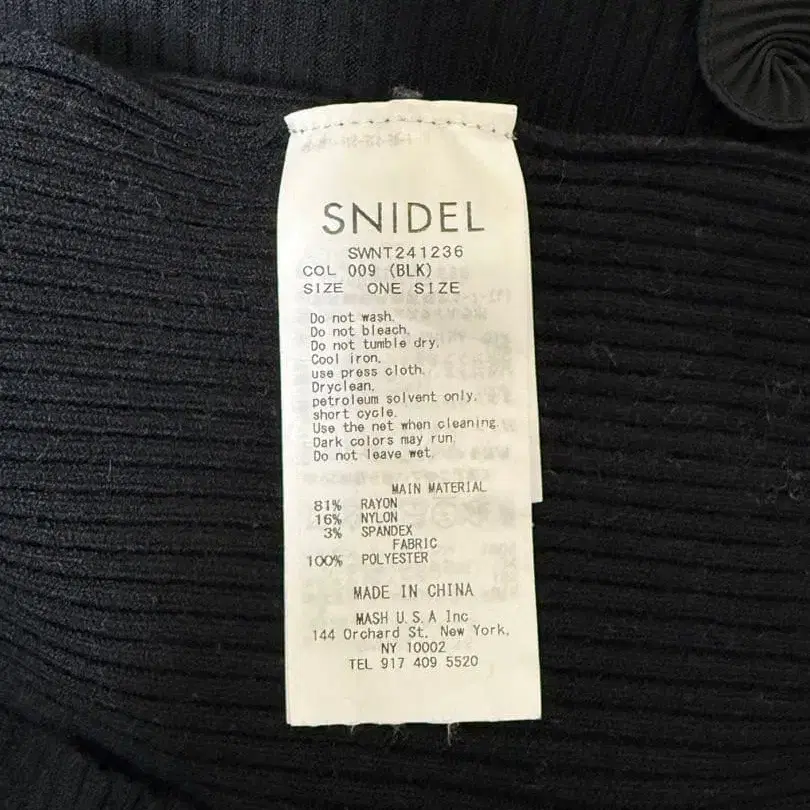 SNIDEL
SWNT241236
COL 009 (BLK)
SIZE ONE SIZE
Do not wash.
Do not bleach.
Do not tumble dry.
Cool iron.
use press cloth.
Dryclean.
petroleum solvent only.
short cycle.
Use the net when cleaning.
Dark colors may run.
Do not leave wet.
MAIN MATERIAL
81% RAYON
16% NYLON
3% SPANDEX
FABRIC
100% POLYESTER
MADE IN CHINA
MASH U.S.A Inc
144 Orchard St. New York,
NY 10002
TEL 917 409 5520